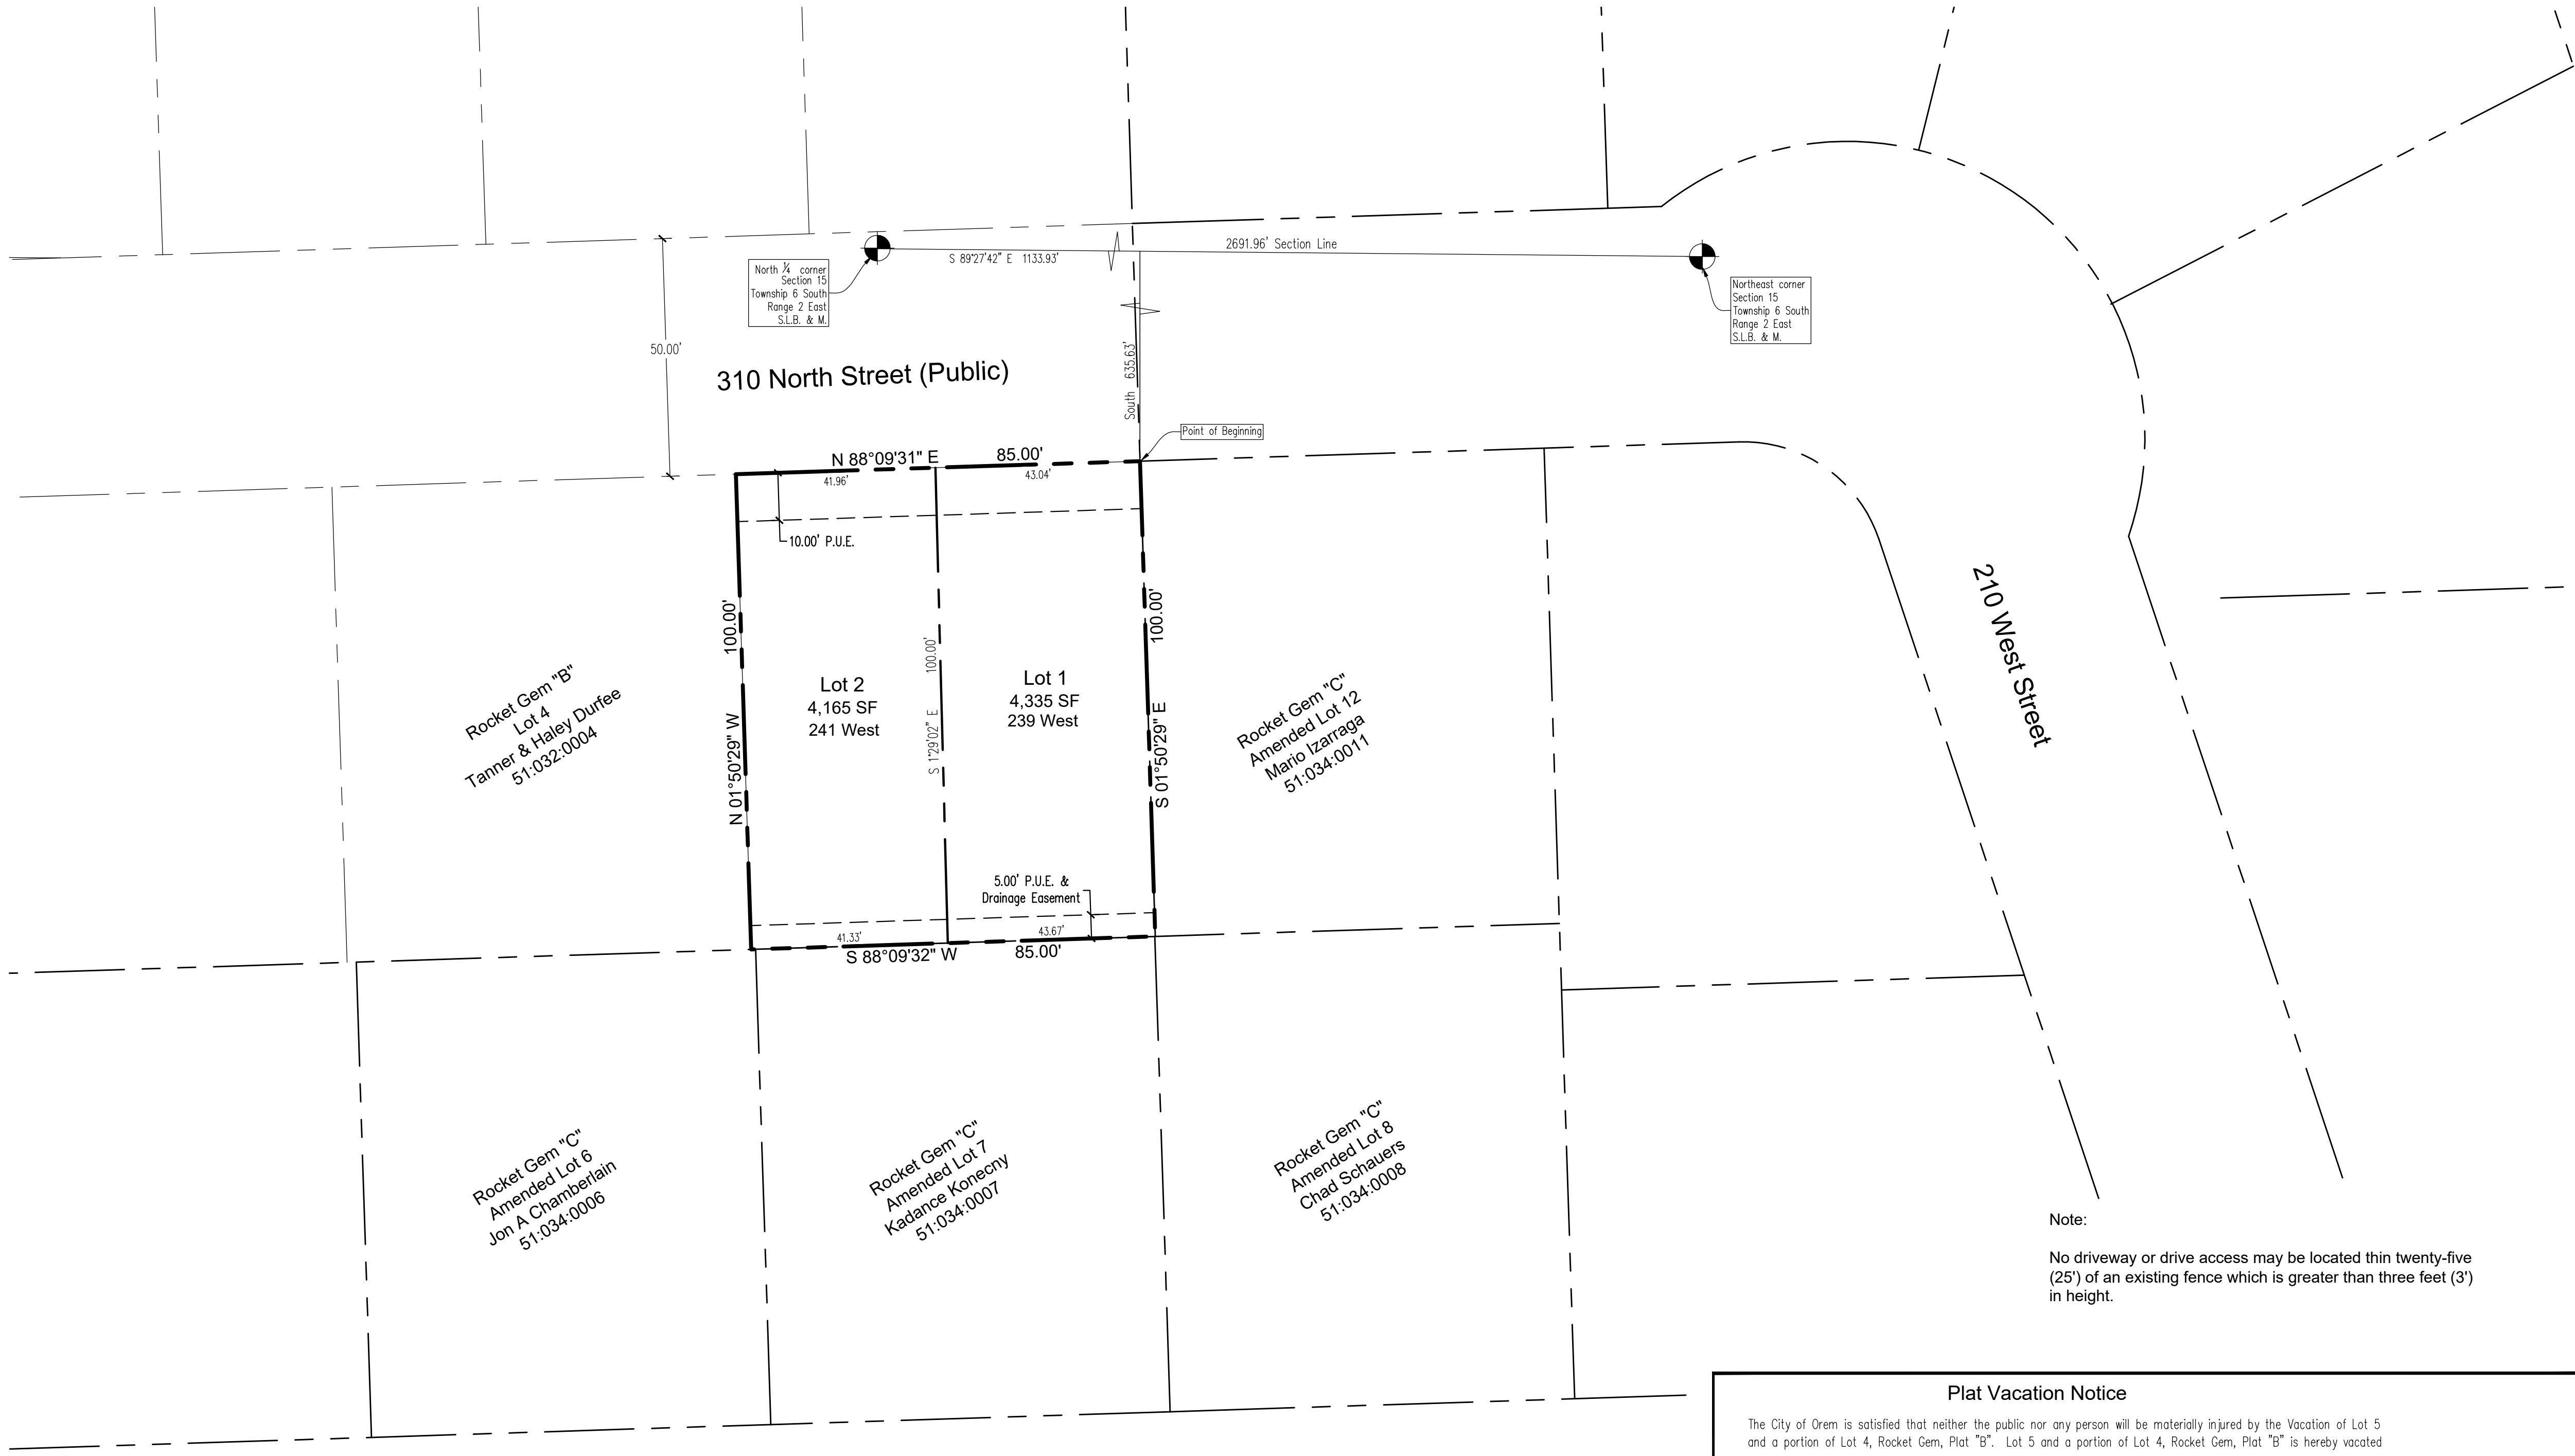 2691.96' Section Line
S 89°27'42" E 1133.93'
North ¼ corner
Section 15
Township 6 South
Range 2 East
S.L.B. & M.
Northeast corner
Section 15
Township 6 South
Range 2 East
S.L.B. & M.
50.00'
South 635.63'
310 North Street (Public)
Point of Beginning
N 88°09'31" E 85.00'
41.96'
43.04'
10.00' P.U.E.
100.00'
N 01°50'29" W
Lot 2
4,165 SF
241 West
100.00'
S 1°29'02" E
Lot 1
4,335 SF
239 West
100.00'
S 01°50'29" E
5.00' P.U.E. &
Drainage Easement
41.33'
43.67'
S 88°09'32" W 85.00'
210 West Street
Rocket Gem "B"
Lot 4
Tanner & Haley Durfee
51:032:0004
Rocket Gem "C"
Amended Lot 12
Mario Izarraga
51:034:0011
Rocket Gem "C"
Amended Lot 6
Jon A Chamberlain
51:034:0006
Rocket Gem "C"
Amended Lot 7
Kadance Konecny
51:034:0007
Rocket Gem "C"
Amended Lot 8
Chad Schauers
51:034:0008
Note:
No driveway or drive access may be located thin twenty-five
(25') of an existing fence which is greater than three feet (3')
in height.
Plat Vacation Notice
The City of Orem is satisfied that neither the public nor any person will be materially injured by the Vacation of Lot 5
and a portion of Lot 4, Rocket Gem, Plat "B". Lot 5 and a portion of Lot 4, Rocket Gem, Plat "B" is hereby vacated